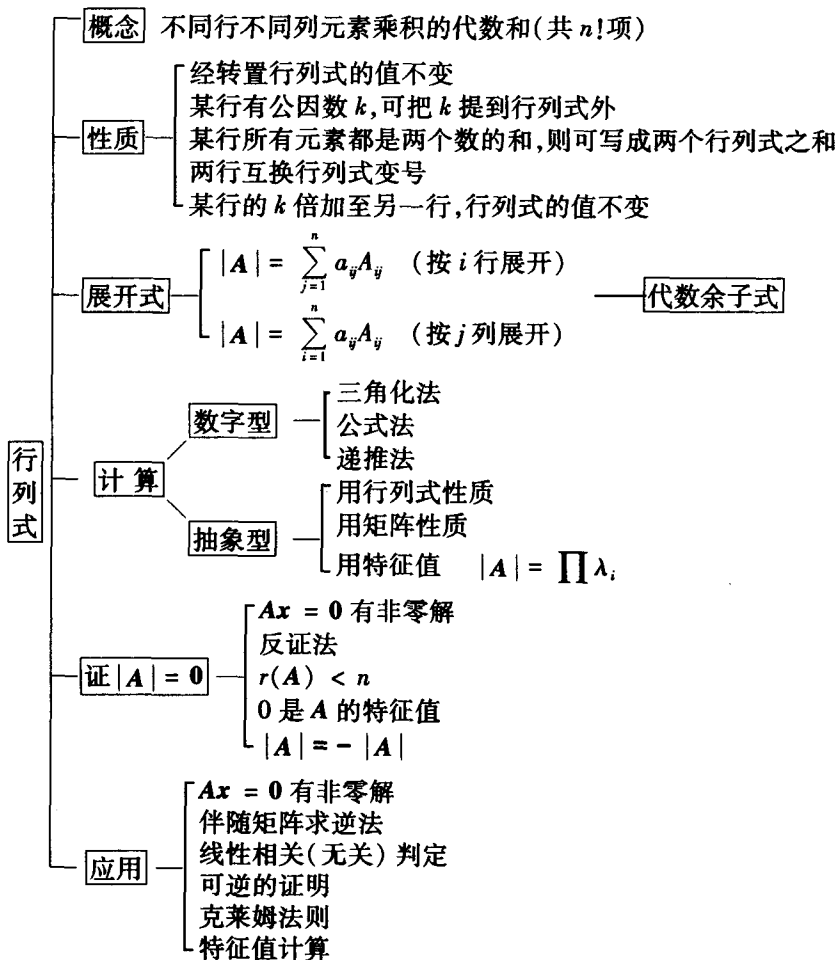 行列式
概念 不同行不同列元素乘积的代数和(共 n!项)
性质
经转置行列式的值不变
某行有公因数 k,可把 k 提到行列式外
某行所有元素都是两个数的和,则可写成两个行列式之和
两行互换行列式变号
某行的 k 倍加至另一行,行列式的值不变
展开式
|A| = ∑_{j=1}^{n} a_{ij}A_{ij} (按 i 行展开)
|A| = ∑_{i=1}^{n} a_{ij}A_{ij} (按 j 列展开)
代数余子式
计算
数字型
三角化法
公式法
递推法
抽象型
用行列式性质
用矩阵性质
用特征值 |A| = ∏ λ_i
证|A| = 0
Ax = 0 有非零解
反证法
r(A) < n
0 是 A 的特征值
|A| = - |A|
应用
Ax = 0 有非零解
伴随矩阵求逆法
线性相关(无关)判定
可逆的证明
克莱姆法则
特征值计算